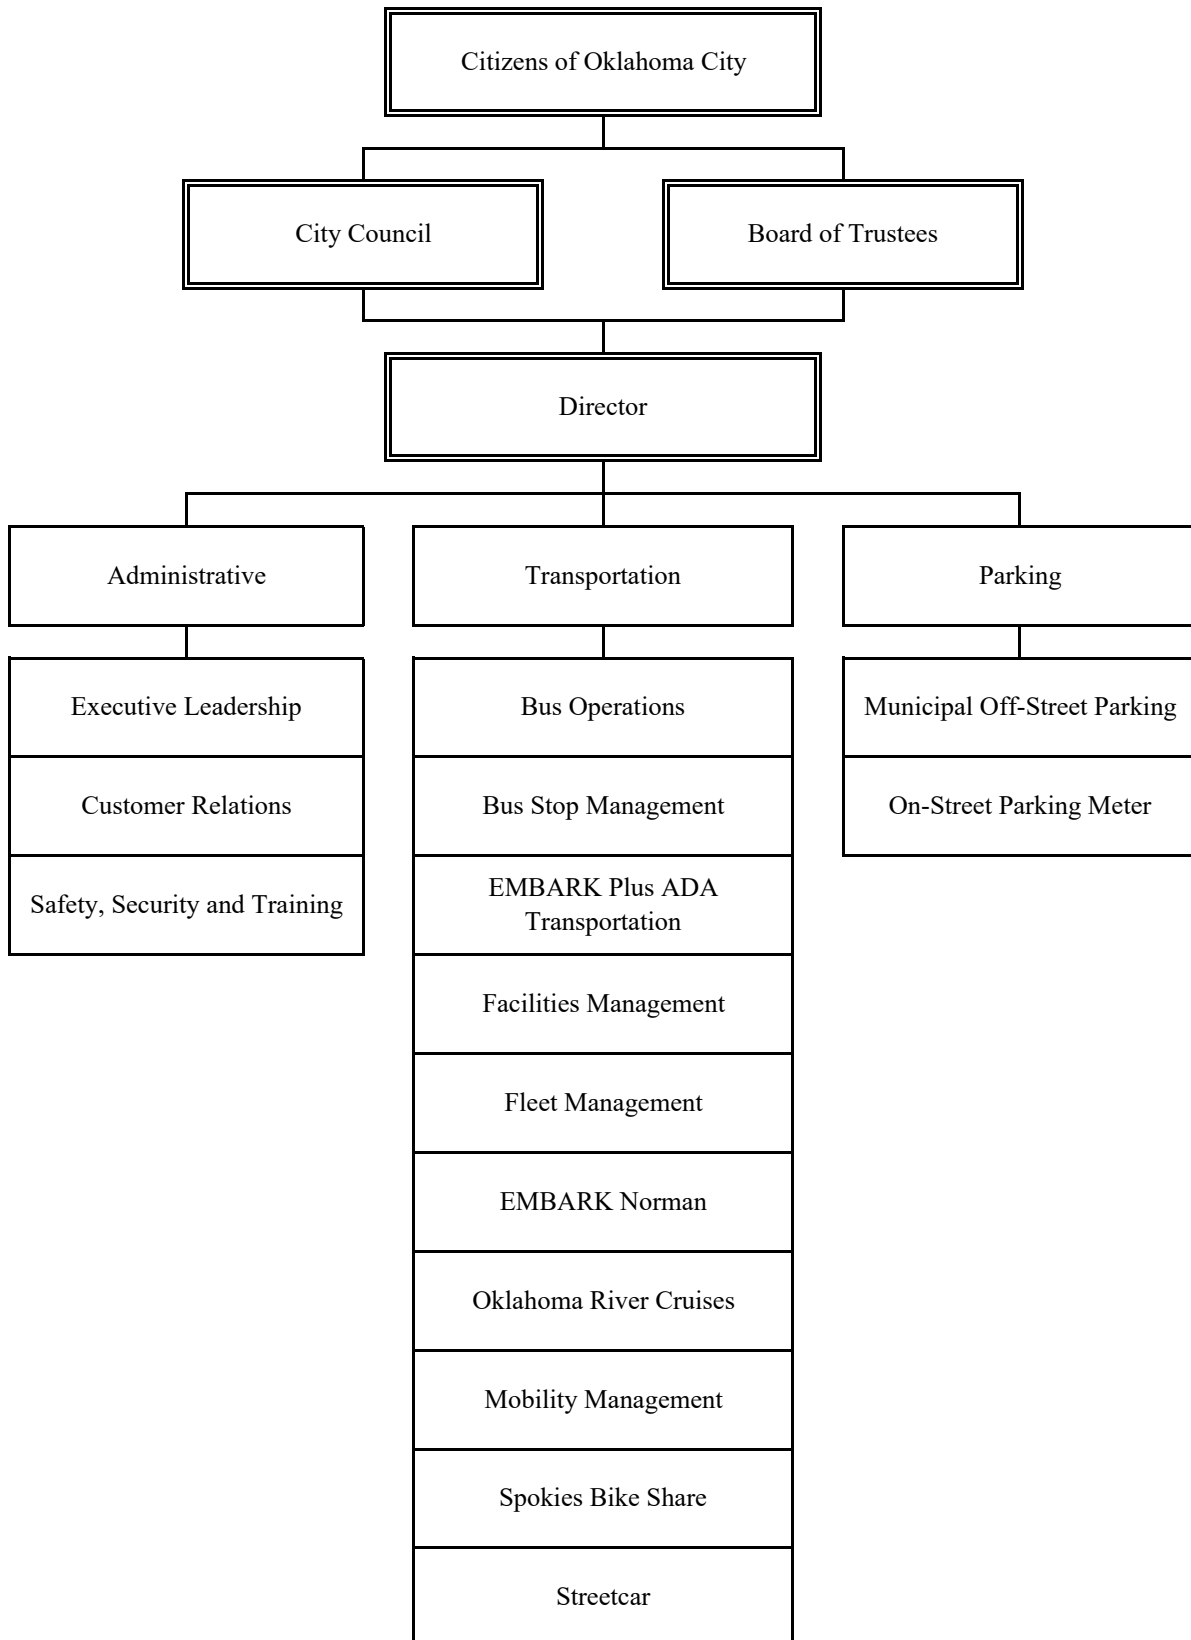 Citizens of Oklahoma City
City Council
Board of Trustees
Director
Administrative
Transportation
Parking
Executive Leadership
Bus Operations
Municipal Off-Street Parking
Customer Relations
Bus Stop Management
On-Street Parking Meter
Safety, Security and Training
EMBARK Plus ADA
Transportation
Facilities Management
Fleet Management
EMBARK Norman
Oklahoma River Cruises
Mobility Management
Spokies Bike Share
Streetcar